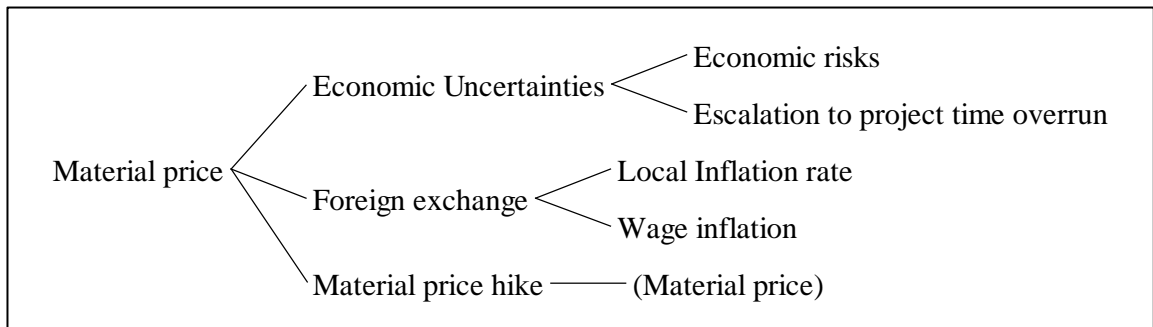 Economic risks
Economic Uncertainties
Escalation to project time overrun
Material price
Local Inflation rate
Foreign exchange
Wage inflation
Material price hike
(Material price)